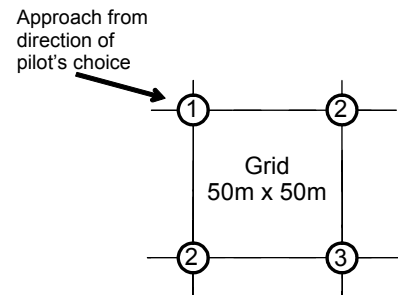 Approach from
direction of
pilot's choice
1
2
Grid
50m x 50m
2
3